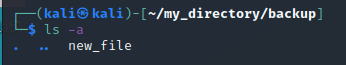 ┌──(kali㉿kali)-[~/my_directory/backup]
└─$ ls -a
.  ..  new_file